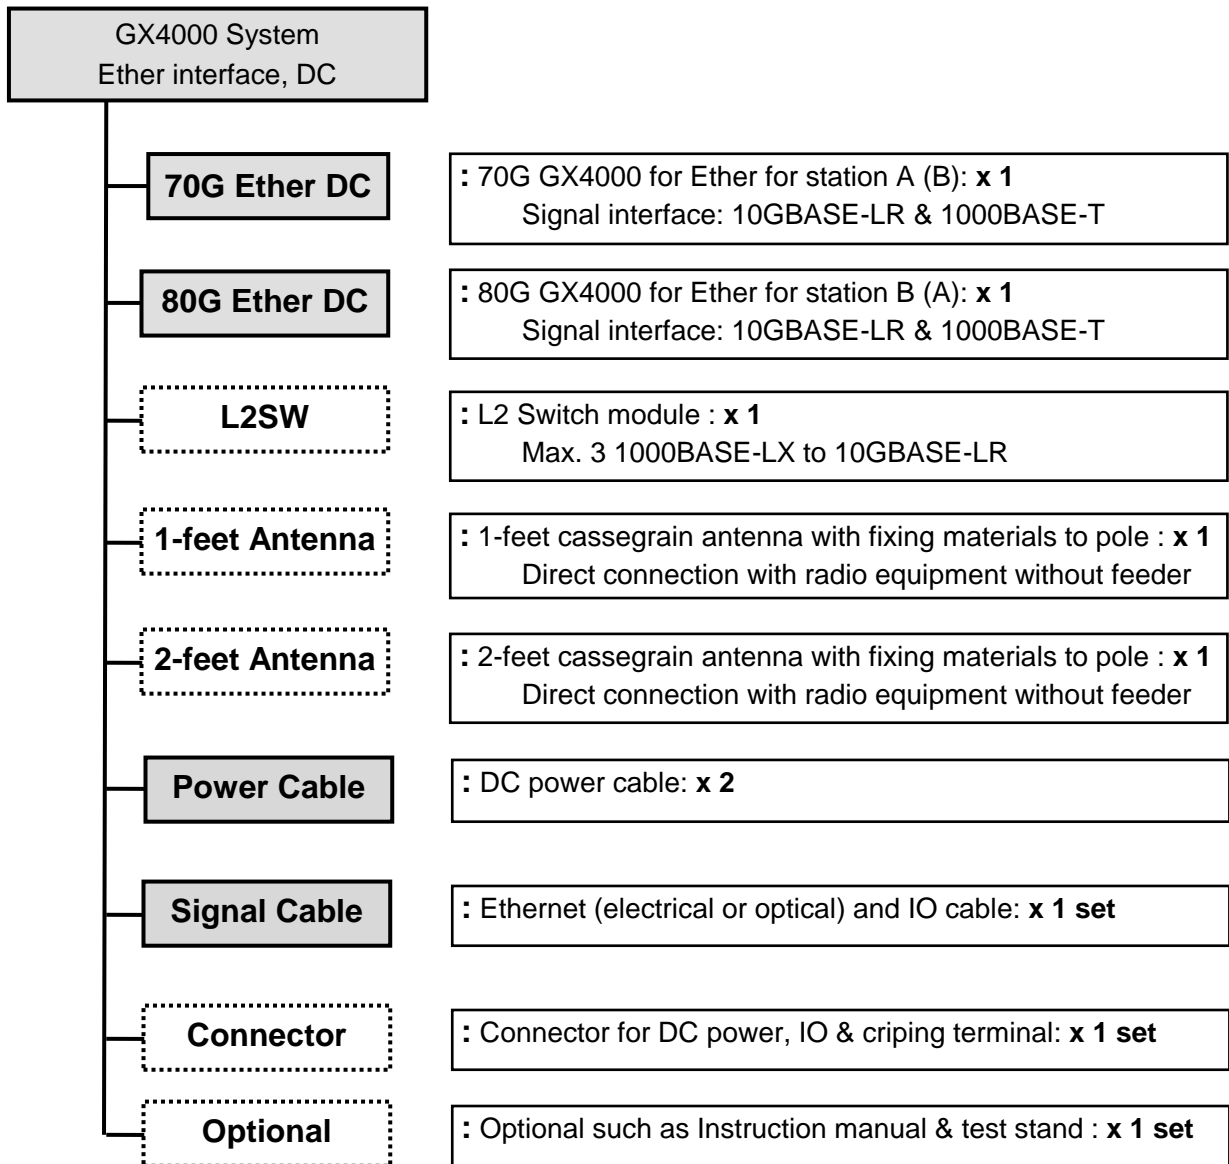 GX4000 System
Ether interface, DC
70G Ether DC
: 70G GX4000 for Ether for station A (B): x 1
Signal interface: 10GBASE-LR & 1000BASE-T
80G Ether DC
: 80G GX4000 for Ether for station B (A): x 1
Signal interface: 10GBASE-LR & 1000BASE-T
L2SW
: L2 Switch module : x 1
Max. 3 1000BASE-LX to 10GBASE-LR
1-feet Antenna
: 1-feet cassegrain antenna with fixing materials to pole : x 1
Direct connection with radio equipment without feeder
2-feet Antenna
: 2-feet cassegrain antenna with fixing materials to pole : x 1
Direct connection with radio equipment without feeder
Power Cable
: DC power cable: x 2
Signal Cable
: Ethernet (electrical or optical) and IO cable: x 1 set
Connector
: Connector for DC power, IO & criping terminal: x 1 set
Optional
: Optional such as Instruction manual & test stand : x 1 set